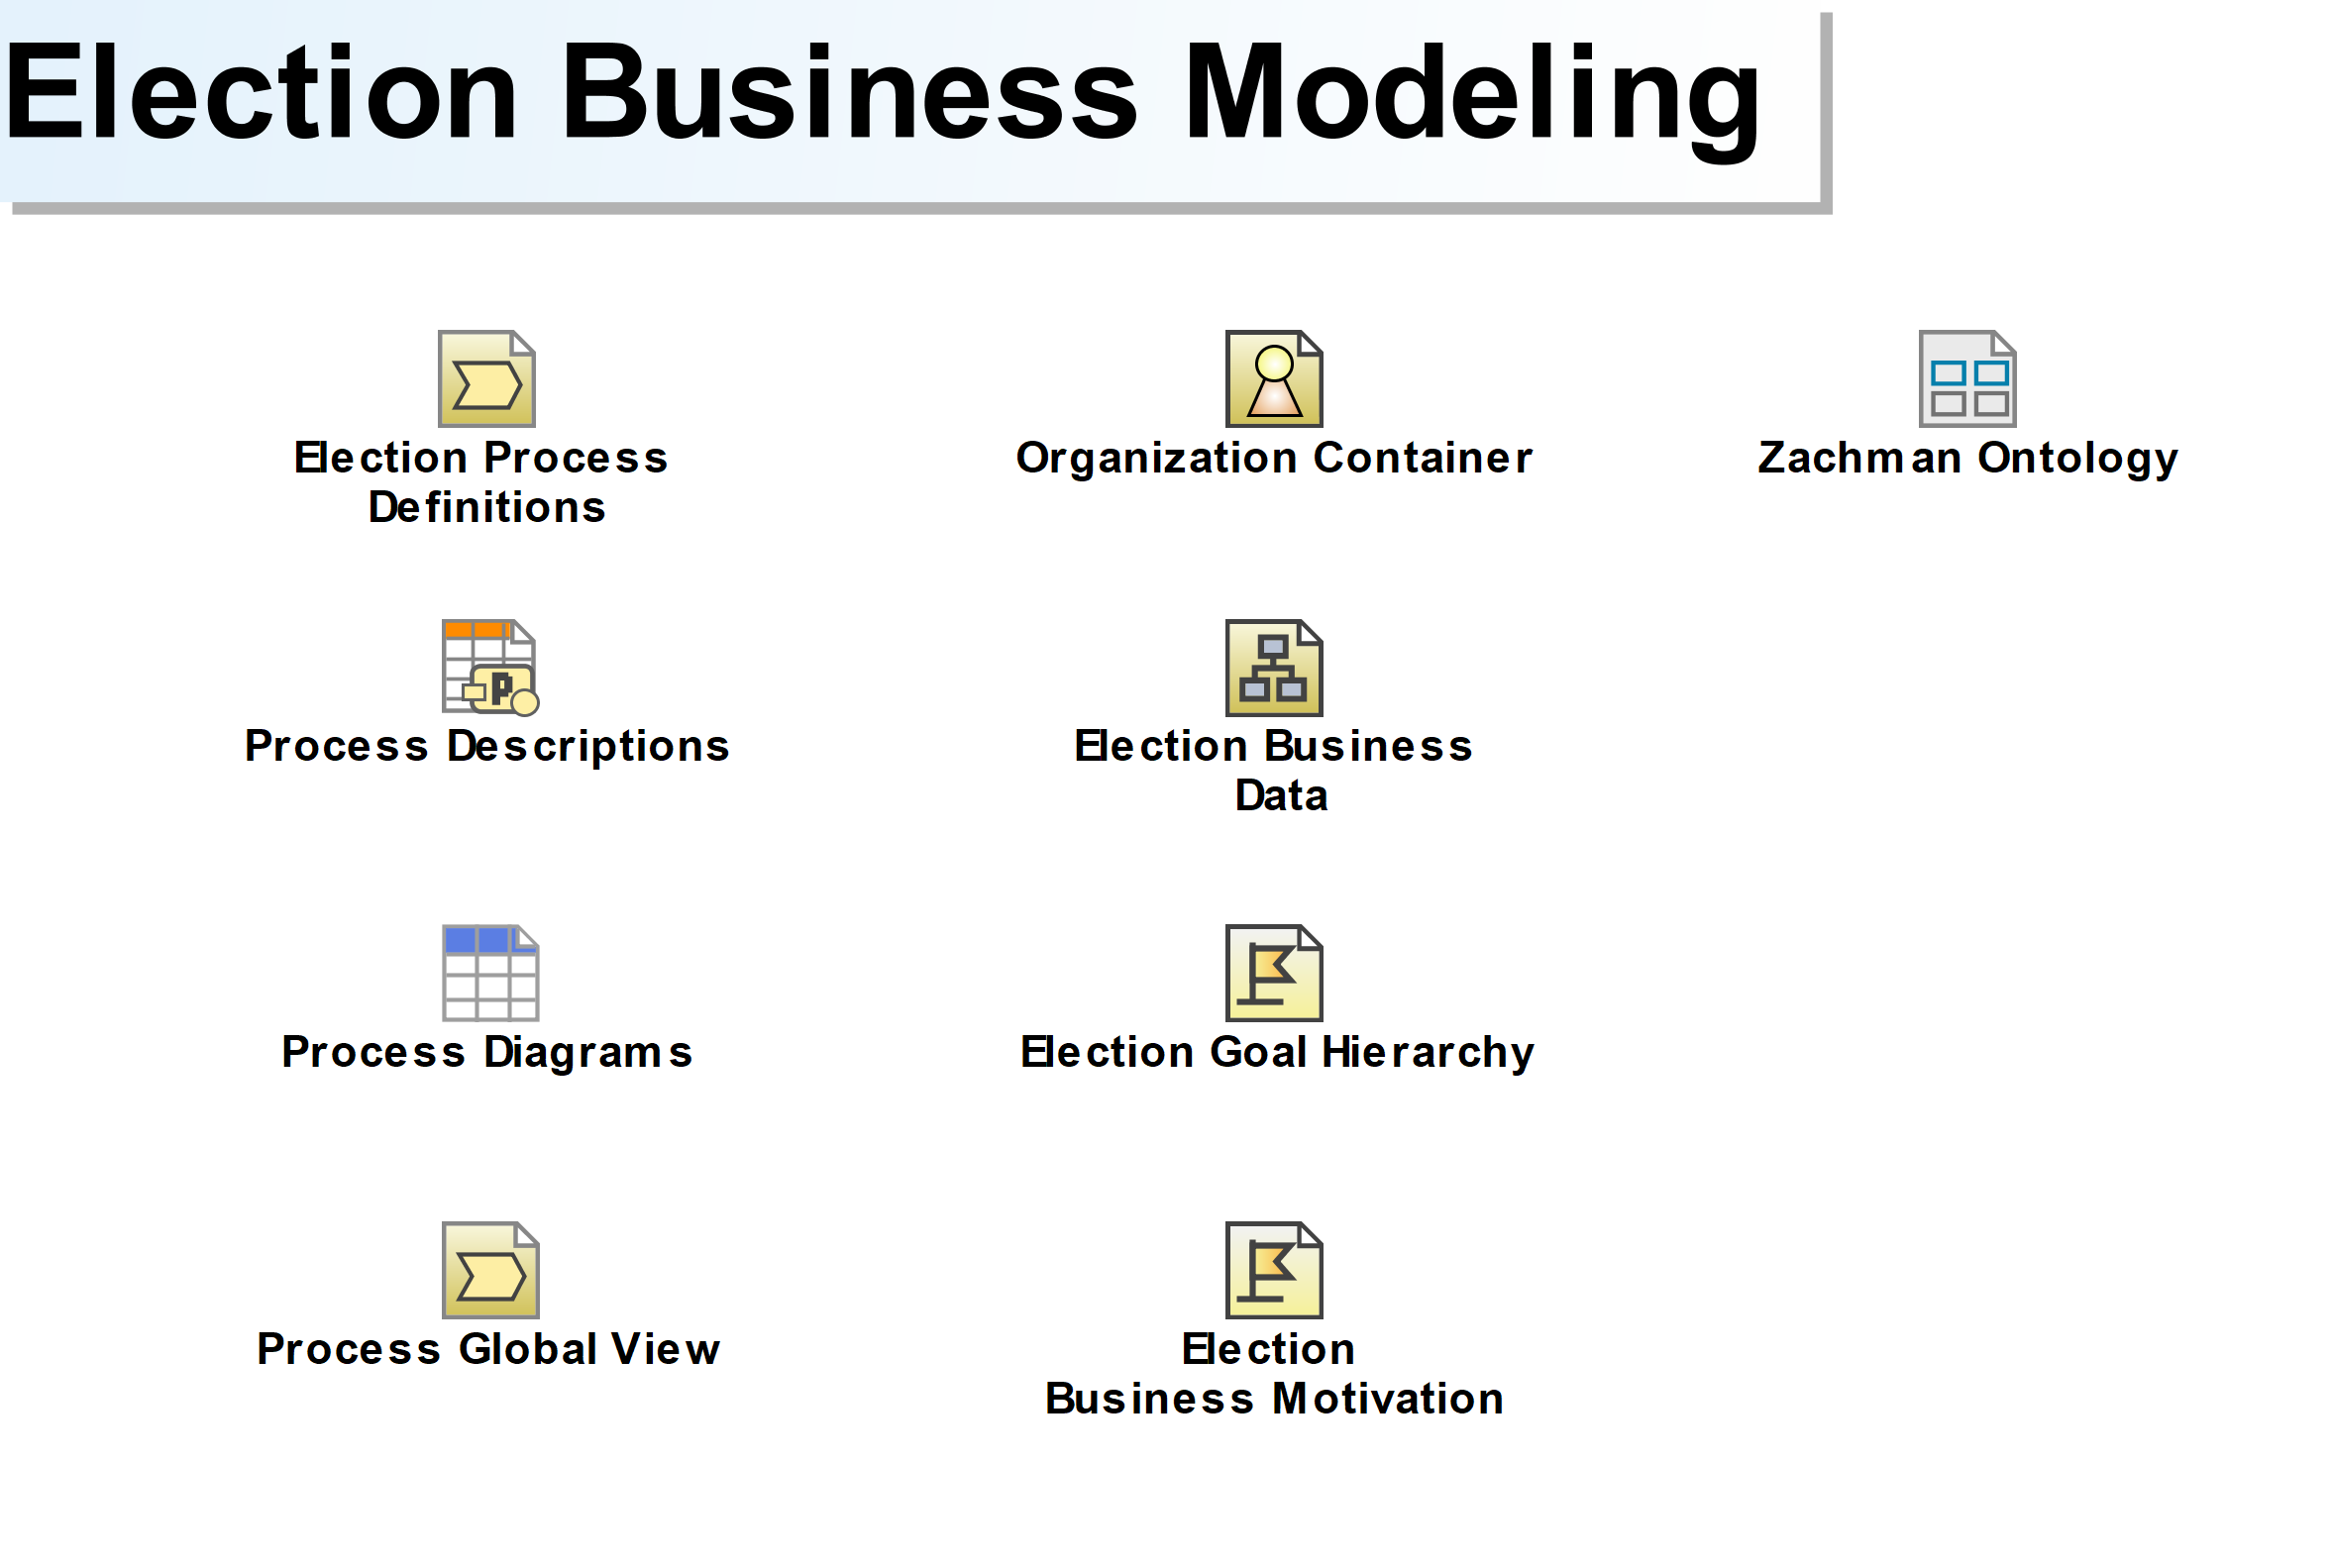 Election Business Modeling
Election Process
Definitions
Organization Container
Zachman Ontology
P
Process Descriptions
Election Business
Data
Process Diagrams
Election Goal Hierarchy
Process Global View
Election
Business Motivation